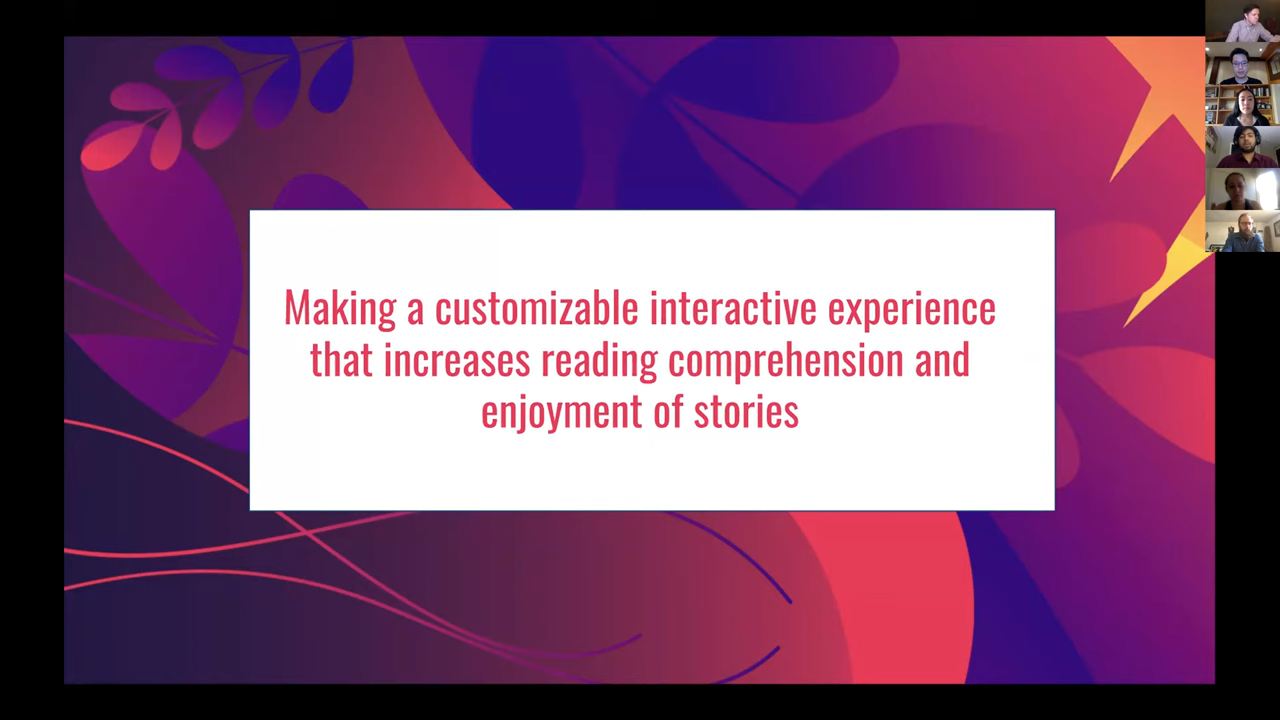 Making a customizable interactive experience
that increases reading comprehension and
enjoyment of stories